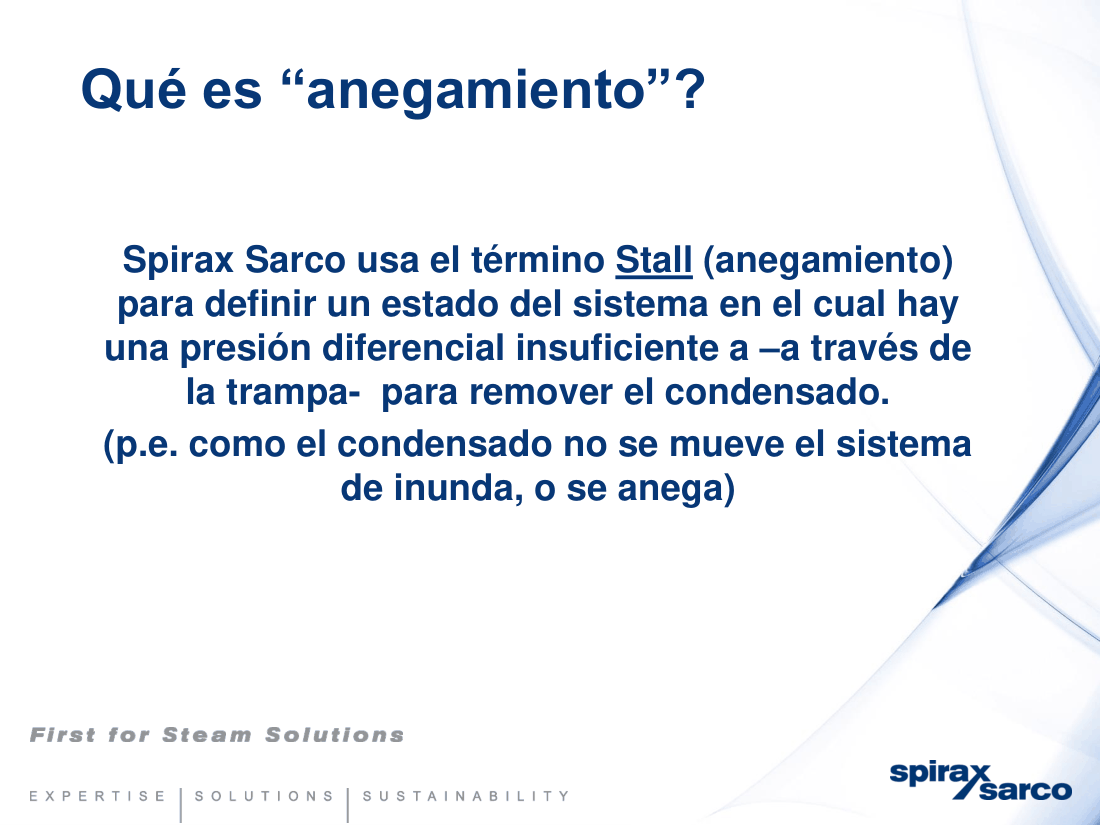 Qué es “anegamiento”?
Spirax Sarco usa el término Stall (anegamiento)
para definir un estado del sistema en el cual hay
una presión diferencial insuficiente a –a través de
la trampa-  para remover el condensado.
(p.e. como el condensado no se mueve el sistema
de inunda, o se anega)
First for Steam Solutions
EXPERTISE SOLUTIONS SUSTAINABILITY
spirax
sarco